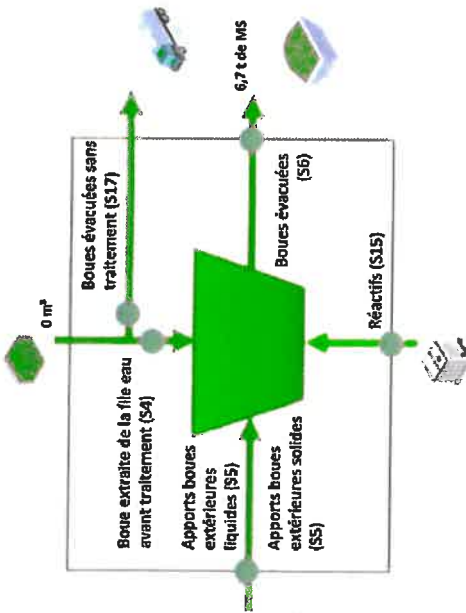 0 m³
Boues évacuées sans
traitement (S17)
Boue extraite de la file eau
avant traitement (S4)
6,7 t de MS
Apports boues
extérieures
liquides (S5)
Boues évacuées
(S6)
Apports boues
extérieures solides
(S5)
Réactifs (S15)